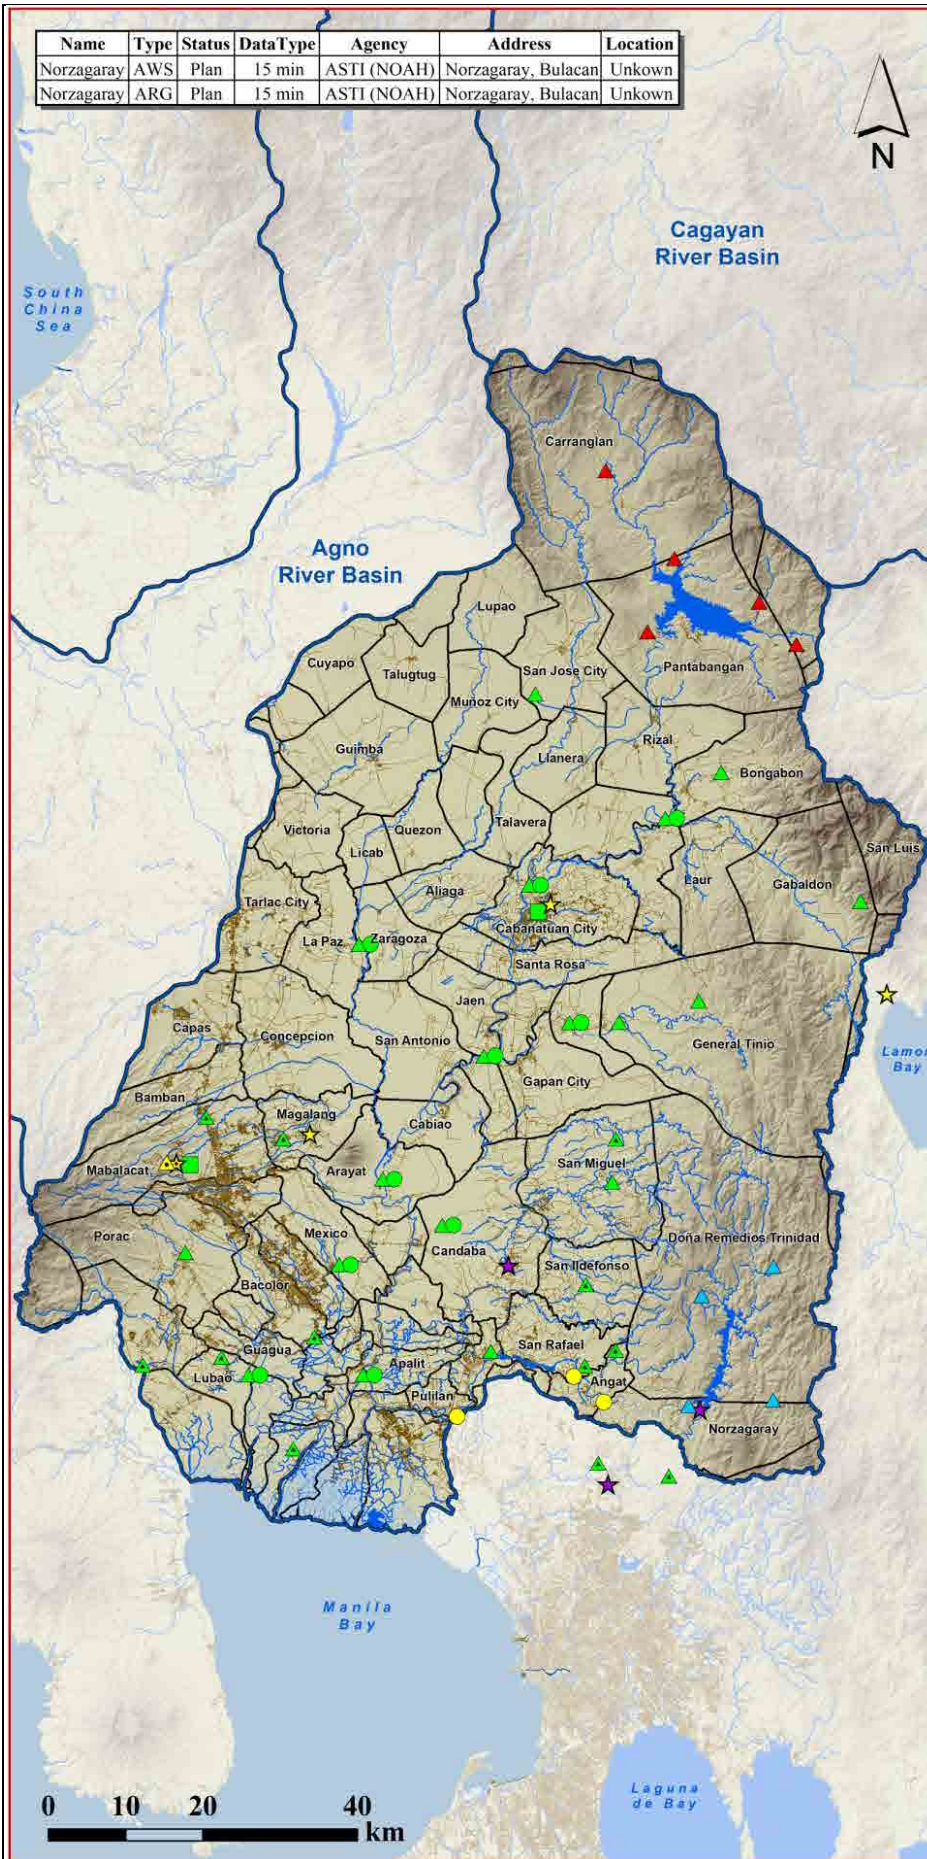 Name Type Status DataType Agency Address Location
Norzagaray AWS Plan 15 min ASTI (NOAH) Norzagaray, Bulacan Unkown
Norzagaray ARG Plan 15 min ASTI (NOAH) Norzagaray, Bulacan Unkown
N
Cagayan
River Basin
South
China
Sea
Carranglan
Agno
River Basin
Lupao
Cuyapo
Talugtug
San Jose City
Pantabangan
Muñoz City
Guimba
Rizal
Llanera
Bongabon
Victoria
Quezon
Talavera
Licab
San Luis
Aliaga
Laur
Gabaldon
Tarlac City
Cabanatuan City
La Paz
Zaragoza
Santa Rosa
Jaen
Capas
Concepcion
San Antonio
General Tinio
Lamon
Bay
Gapan City
Bamban
Magalang
Cabiao
Mabalacat
Arayat
San Miguel
Porac
Mexico
Candaba
Doña Remedios Trinidad
Bacolor
San Ildefonso
Guagua
San Rafael
Lubao
Apalit
Angat
Pulilan
Norzagaray
Manila
Bay
Laguna
de Bay
0 10 20 40
km